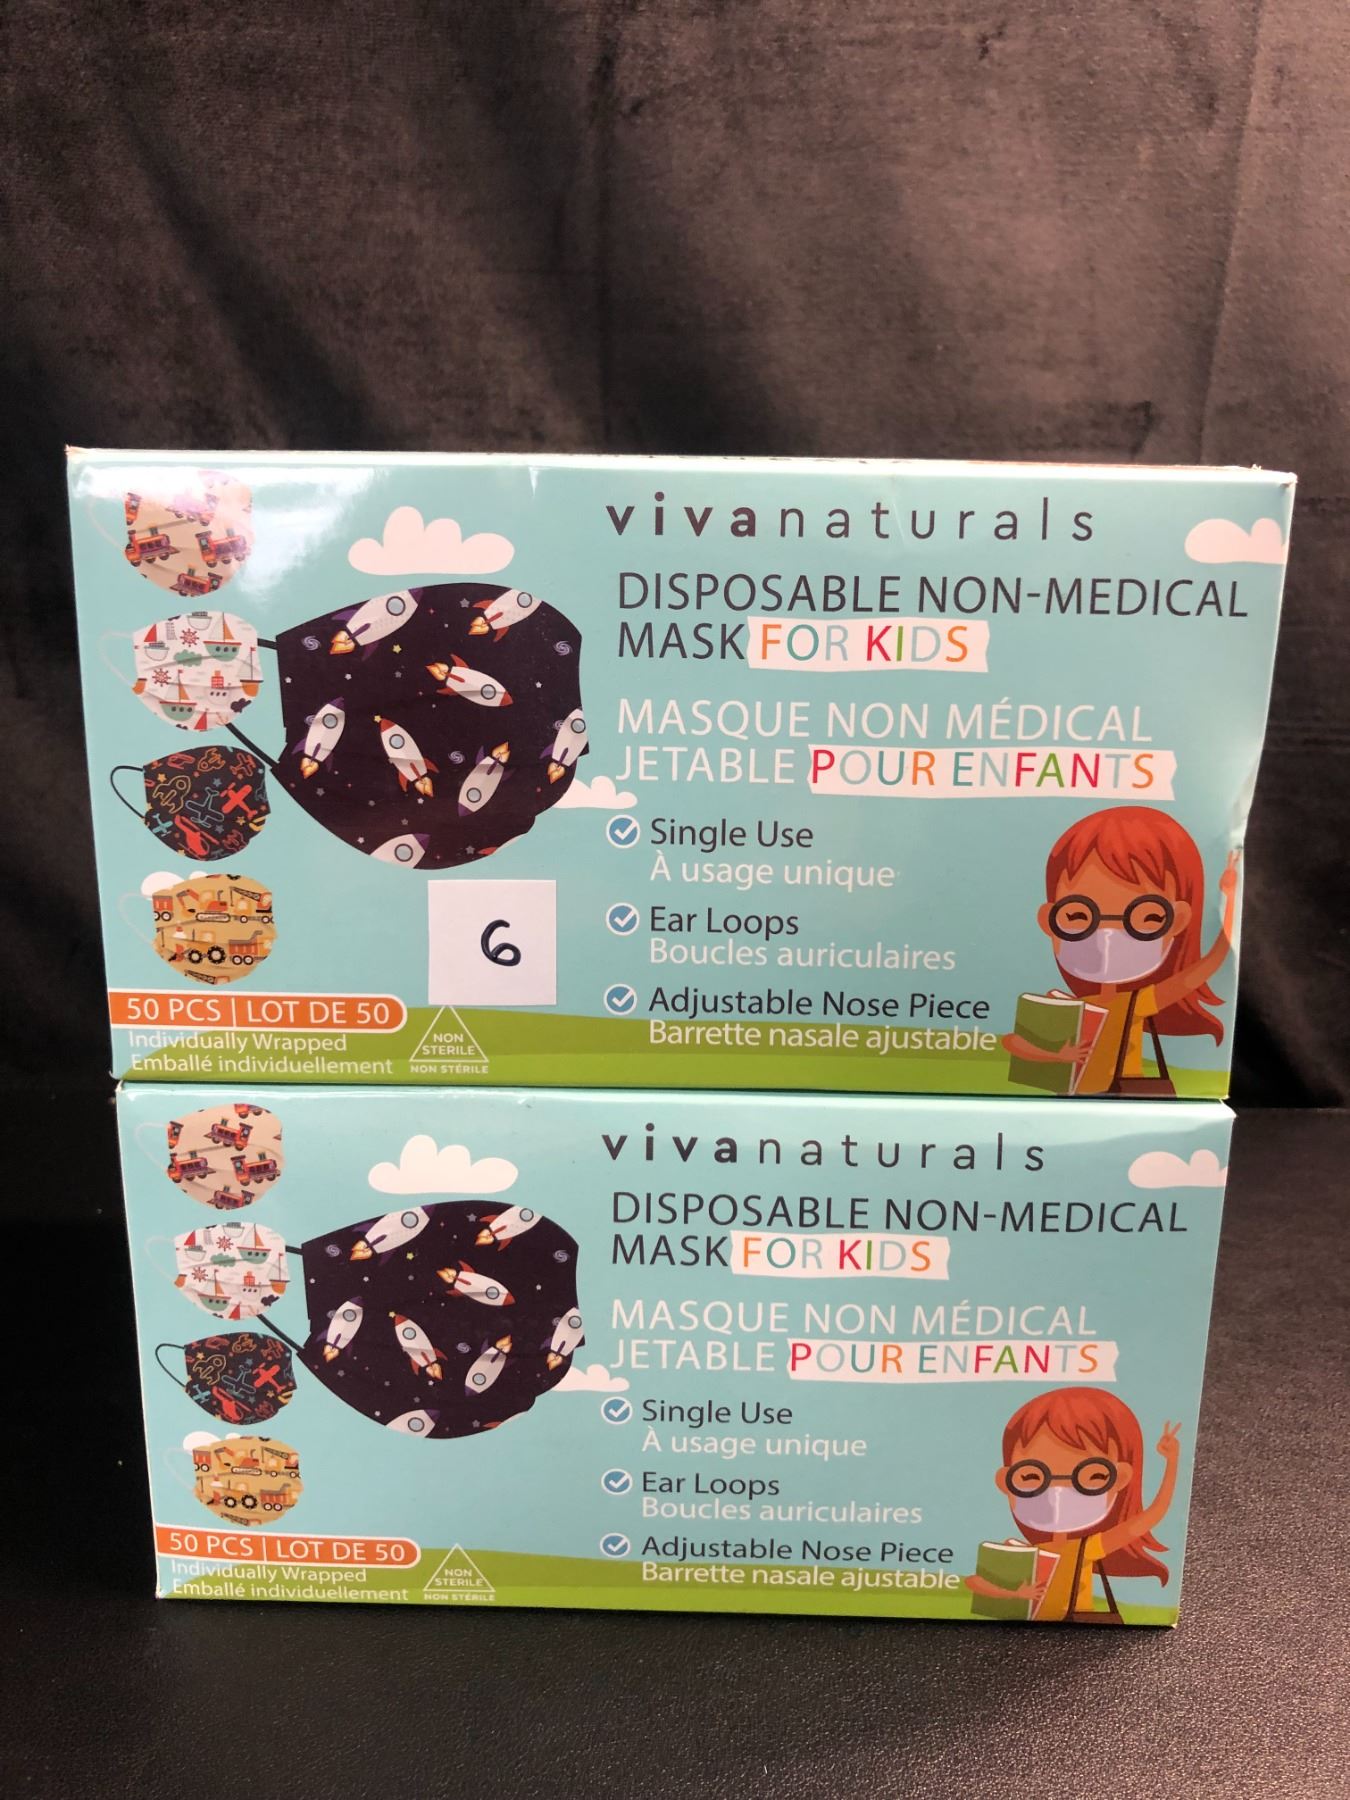 vivanaturals
DISPOSABLE NON-MEDICAL
MASK FOR KIDS
MASQUE NON MÉDICAL
JETABLE POUR ENFANTS
Single Use
À usage unique
Ear Loops
Boucles auriculaires
Adjustable Nose Piece
Barrette nasale ajustable
6
50 PCS | LOT DE 50
Individually Wrapped
Emballé individuellement
NON
STERILE
NON STÉRILE
vivanaturals
DISPOSABLE NON-MEDICAL
MASK FOR KIDS
MASQUE NON MÉDICAL
JETABLE POUR ENFANTS
Single Use
À usage unique
Ear Loops
Boucles auriculaires
Adjustable Nose Piece
Barrette nasale ajustable
50 PCS | LOT DE 50
Individually Wrapped
Emballé individuellement
NON
STERILE
NON STÉRILE